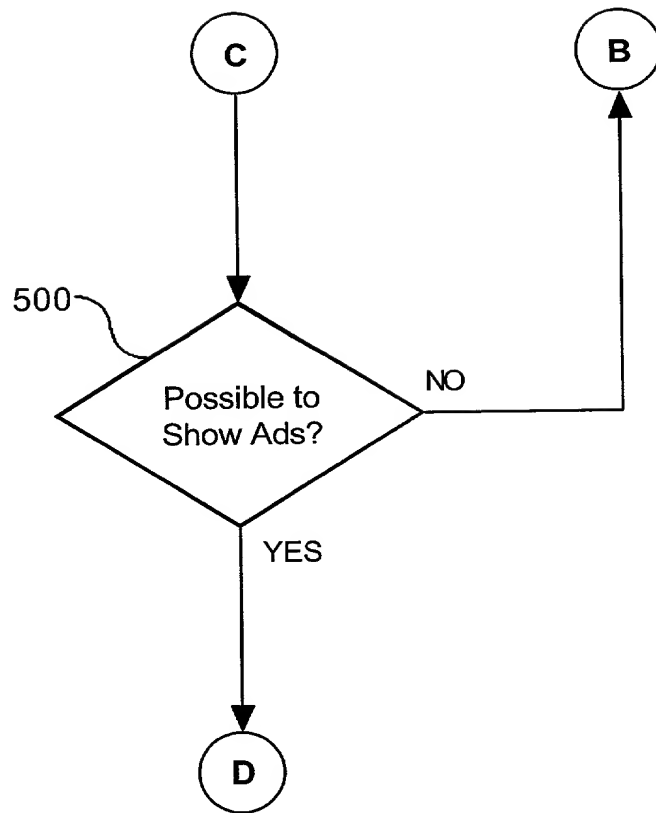 C
B
500
Possible to
Show Ads?
NO
YES
D